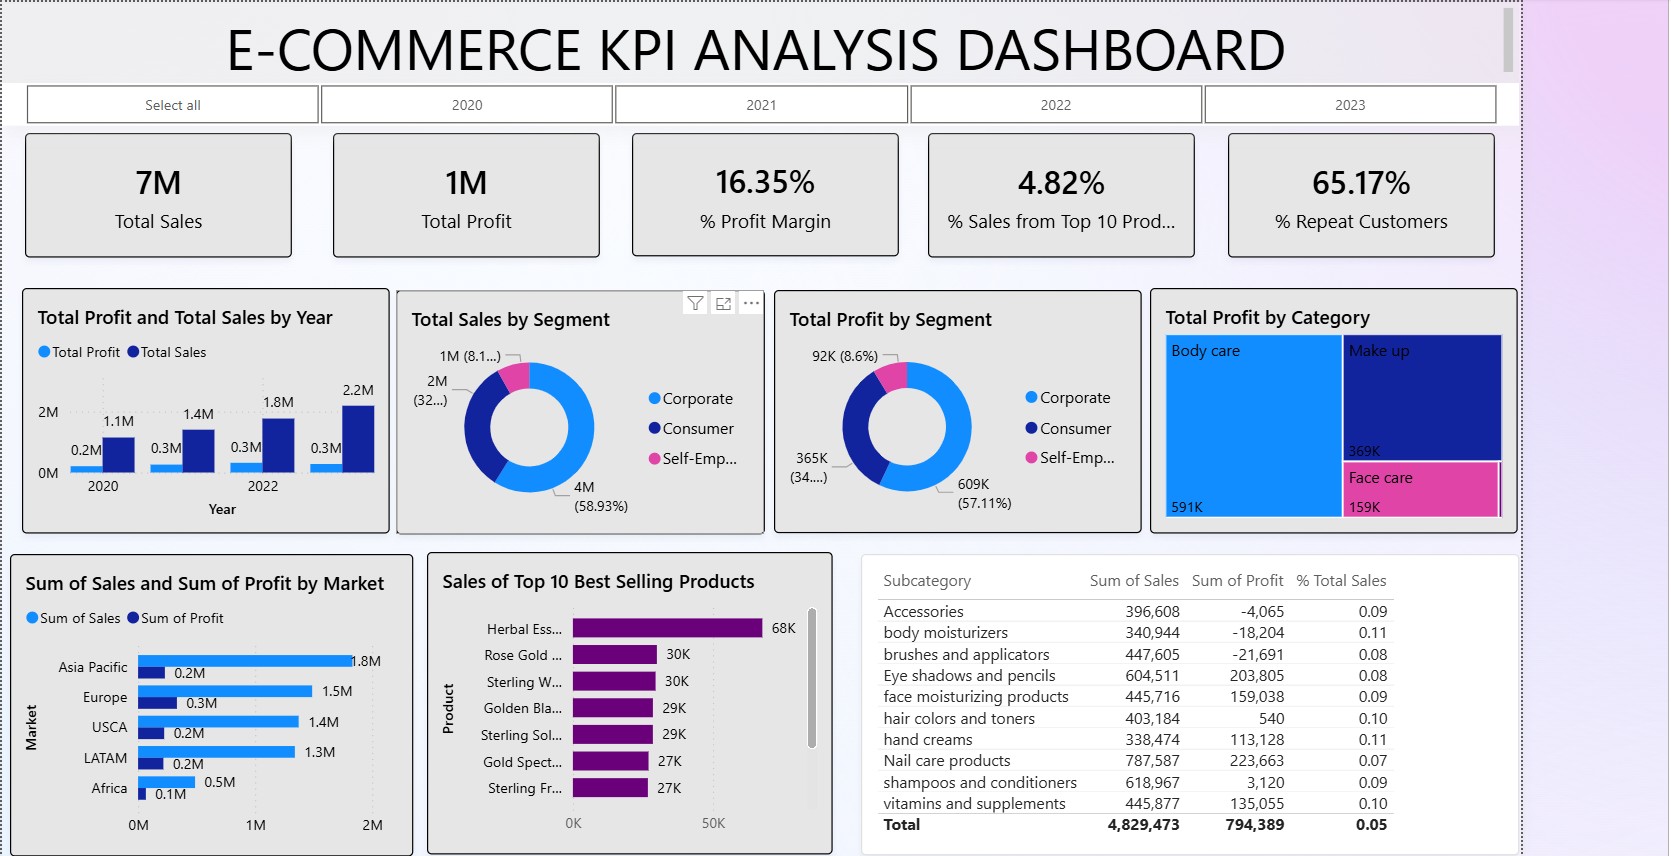 E-COMMERCE KPI ANALYSIS DASHBOARD
Select all 2020 2021 2022 2023
7M
Total Sales
1M
Total Profit
16.35%
% Profit Margin
4.82%
% Sales from Top 10 Prod...
65.17%
% Repeat Customers
Total Profit and Total Sales by Year
Total Profit Total Sales
2M
0M
0.2M 1.1M
0.3M 1.4M
0.3M 1.8M
0.3M 2.2M
2020 2022
Year
Total Sales by Segment
1M (8.1...)
2M
(32...)
4M
(58.93%)
Corporate
Consumer
Self-Emp...
Total Profit by Segment
92K (8.6%)
365K
(34....)
609K
(57.11%)
Corporate
Consumer
Self-Emp...
Total Profit by Category
Body care
591K
Make up
369K
Face care
159K
Sum of Sales and Sum of Profit by Market
Sum of Sales Sum of Profit
Market
Asia Pacific 1.8M
0.2M
Europe 1.5M
0.3M
USCA 1.4M
0.2M
LATAM 1.3M
0.2M
Africa 0.5M
0.1M
0M 1M 2M
Sales of Top 10 Best Selling Products
Product
Herbal Ess... 68K
Rose Gold ... 30K
Sterling W... 30K
Golden Bla... 29K
Sterling Sol... 29K
Gold Spect... 27K
Sterling Fr... 27K
0K 50K
Subcategory Sum of Sales Sum of Profit % Total Sales
Accessories 396,608 -4,065 0.09
body moisturizers 340,944 -18,204 0.11
brushes and applicators 447,605 -21,691 0.08
Eye shadows and pencils 604,511 203,805 0.08
face moisturizing products 445,716 159,038 0.09
hair colors and toners 403,184 540 0.10
hand creams 338,474 113,128 0.11
Nail care products 787,587 223,663 0.07
shampoos and conditioners 618,967 3,120 0.09
vitamins and supplements 445,877 135,055 0.10
Total 4,829,473 794,389 0.05